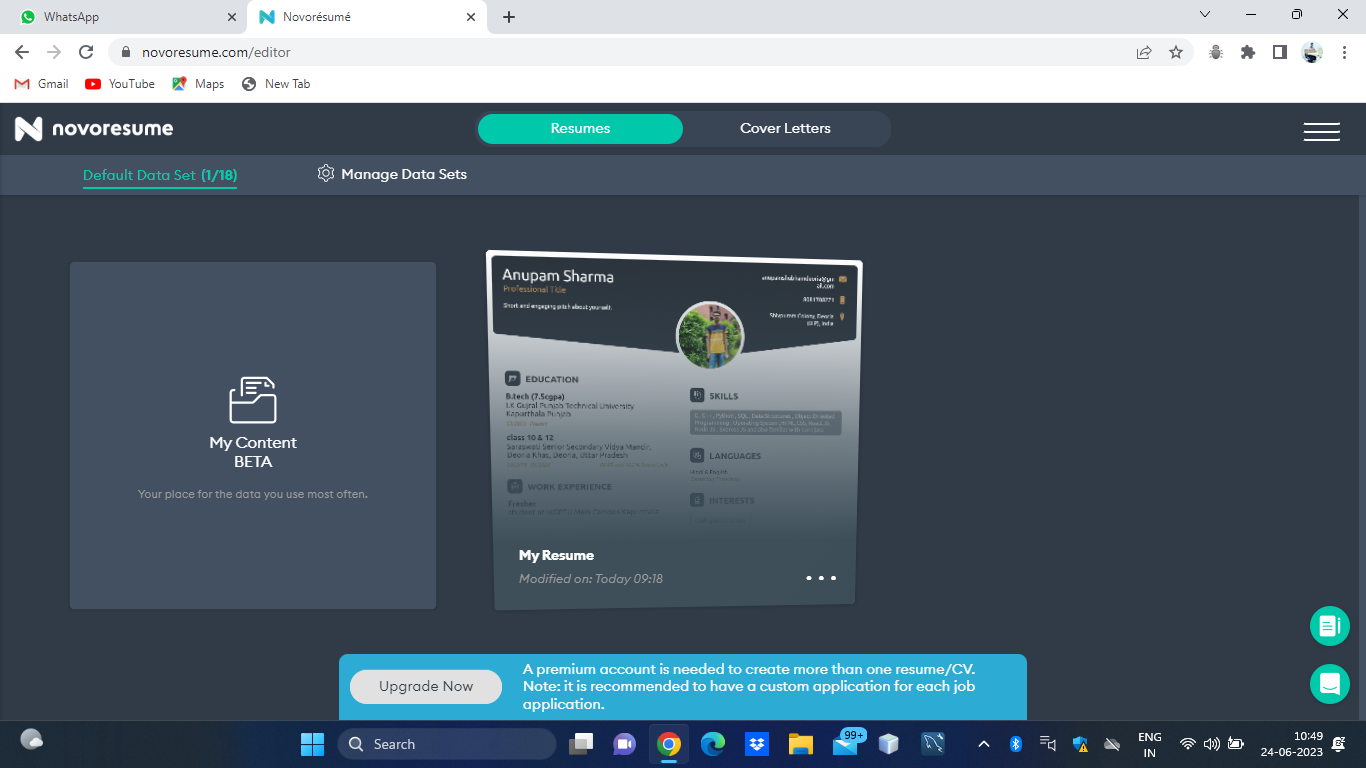 WhatsApp
Novorésumé
novoresume.com/editor
Gmail
YouTube
Maps
New Tab
novoresume
Resumes
Cover Letters
Default Data Set (1/18)
Manage Data Sets
My Content
BETA
Your place for the data you use most often.
Anupam Sharma
Professional Title
Short and engaging pitch about yourself.
Shivpuram Colony, Deoria
(U.P), India
EDUCATION
B.tech (7.5cgpa)
I.K Gujral Punjab Technical University
Kapurthala Punjab
class 10 & 12
Saraswati Senior Secondary Vidya Mandir,
Deoria Khas, Deoria, Uttar Pradesh
WORK EXPERIENCE
Fresher
SKILLS
LANGUAGES
Hindi & English
INTERESTS
My Resume
Modified on: Today 09:18
Upgrade Now
A premium account is needed to create more than one resume/CV.
Note: it is recommended to have a custom application for each job
application.
Search
99+
ENG
IN
10:49
24-06-2023